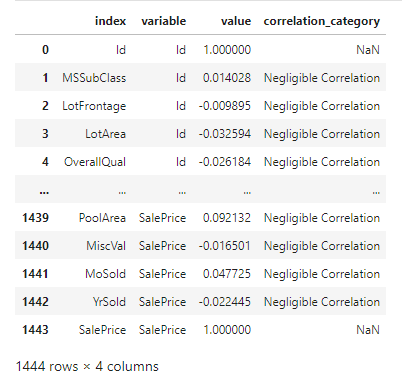 index variable value correlation_category
0 Id Id 1.000000 NaN
1 MSSubClass Id 0.014028 Negligible Correlation
2 LotFrontage Id -0.009895 Negligible Correlation
3 LotArea Id -0.032594 Negligible Correlation
4 OverallQual Id -0.026184 Negligible Correlation
... ... ... ... ...
1439 PoolArea SalePrice 0.092132 Negligible Correlation
1440 MiscVal SalePrice -0.016501 Negligible Correlation
1441 MoSold SalePrice 0.047725 Negligible Correlation
1442 YrSold SalePrice -0.022445 Negligible Correlation
1443 SalePrice SalePrice 1.000000 NaN
1444 rows × 4 columns